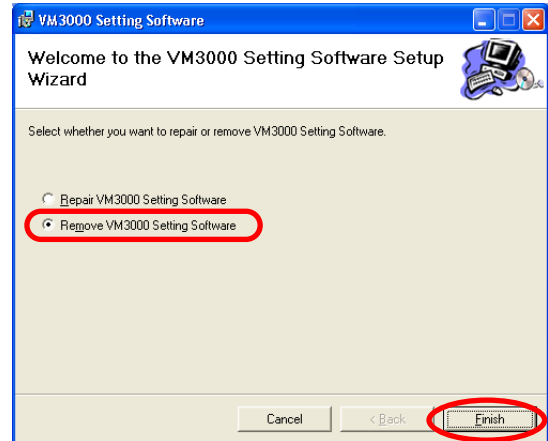 VM3000 Setting Software
Welcome to the VM3000 Setting Software Setup
Wizard
Select whether you want to repair or remove VM3000 Setting Software.
Repair VM3000 Setting Software
Remove VM3000 Setting Software
Cancel
< Back
Finish